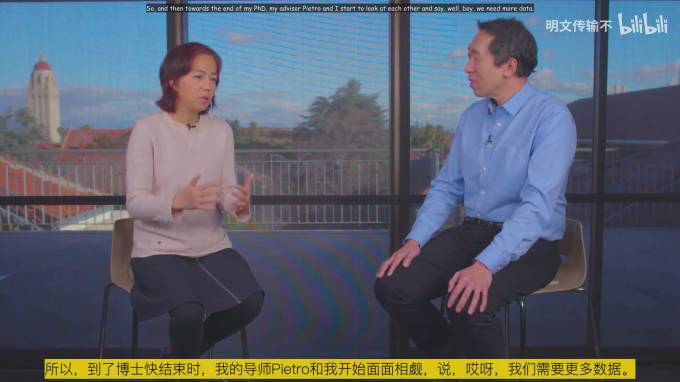 So, and then towards the end of my PhD, my advisor Pietro and I start to look at each other and say, well, boy, we need more data.
明文传输不 bilibili
所以，到了博士快结束时，我的导师Pietro和我开始面面相觑，说，哎呀，我们需要更多数据。